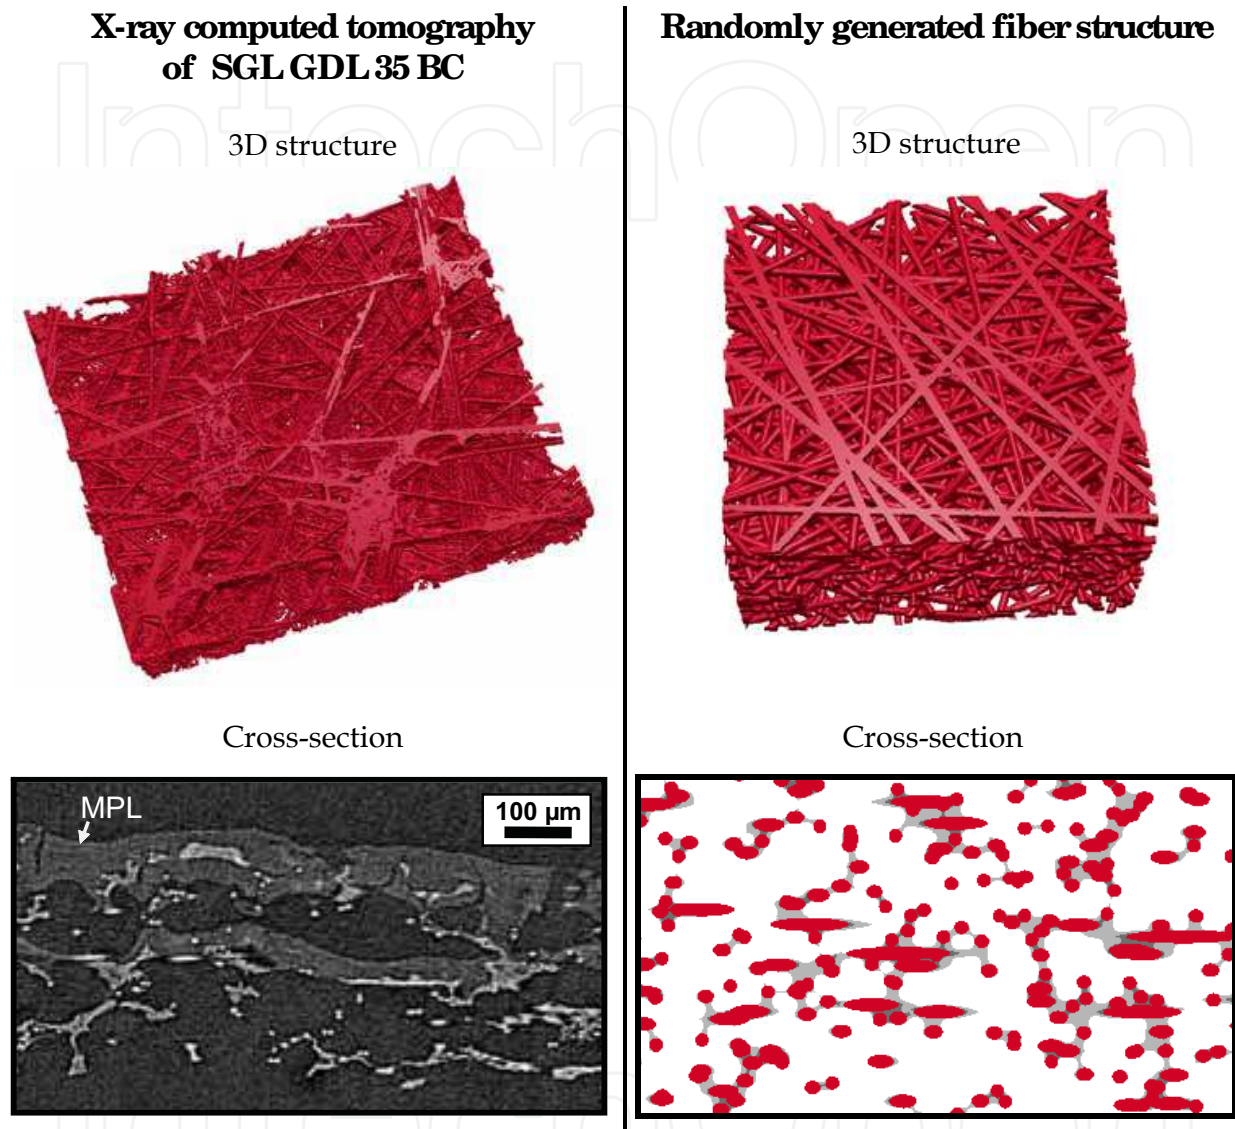 X-ray computed tomography
of SGL GDL 35 BC
3D structure
Cross-section
MPL
100 µm
Randomly generated fiber structure
3D structure
Cross-section
IntechOpen